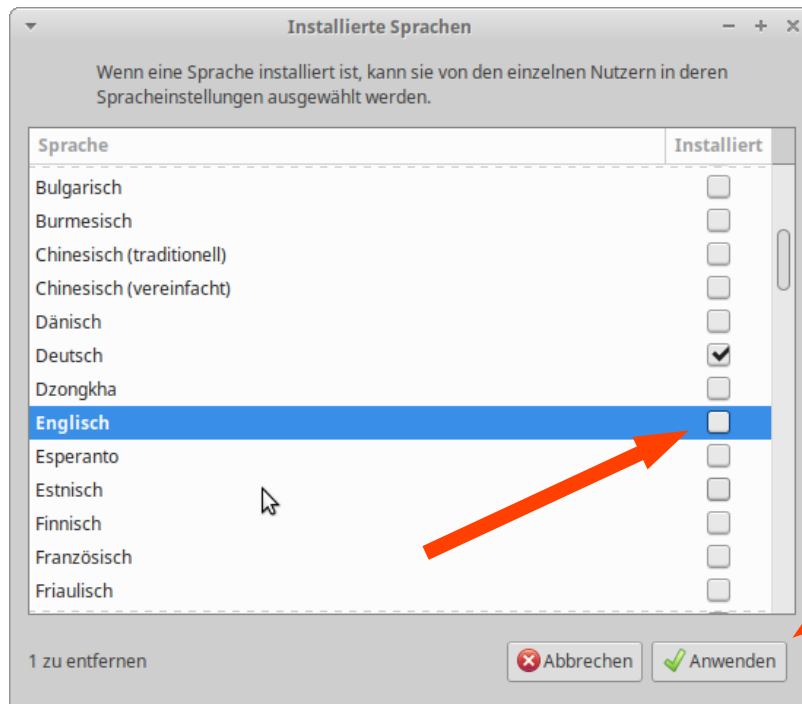 Installierte Sprachen
Wenn eine Sprache installiert ist, kann sie von den einzelnen Nutzern in deren
Spracheinstellungen ausgewählt werden.
Sprache Installiert
Bulgarisch
Burmesisch
Chinesisch (traditionell)
Chinesisch (vereinfacht)
Dänisch
Deutsch
Dzongkha
Englisch
Esperanto
Estnisch
Finnisch
Französisch
Friaulisch
1 zu entfernen Abbrechen Anwenden